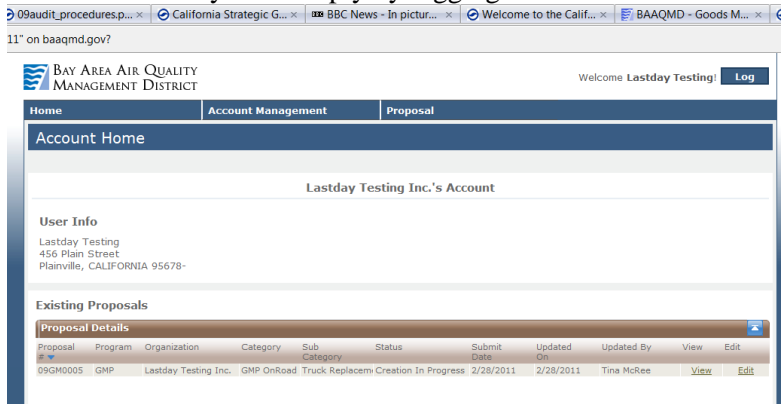 09audit_procedures.p... California Strategic G... BBC News - In pictur... Welcome to the Calif... BAAQMD - Goods M...
11" on baaqmd.gov?
BAY AREA AIR QUALITY
MANAGEMENT DISTRICT
Welcome Lastday Testing! Log
Home Account Management Proposal
Account Home
Lastday Testing Inc.'s Account
User Info
Lastday Testing
456 Plain Street
Plainville, CALIFORNIA 95678-
Existing Proposals
Proposal Details
Proposal Program Organization Category Sub Status Submit Updated Updated By View Edit
# Category Date On
09GM0005 GMP Lastday Testing Inc. GMP OnRoad Truck Replacem Creation In Progress 2/28/2011 2/28/2011 Tina McRee View Edit